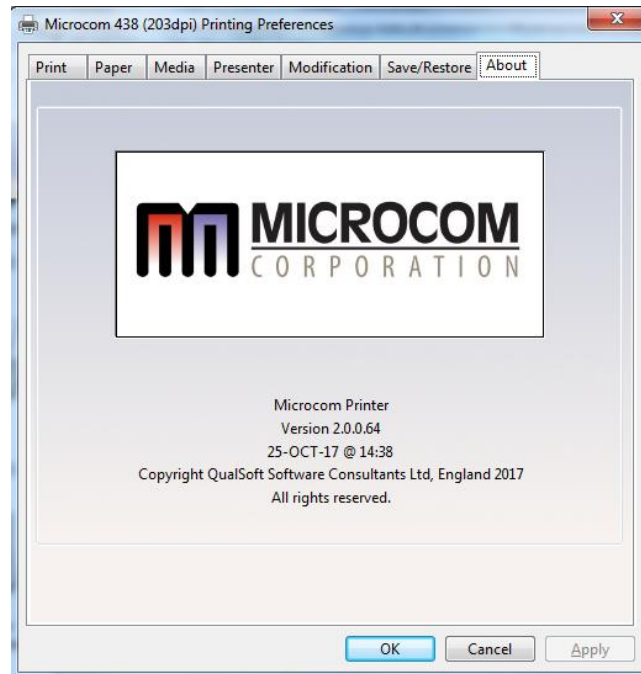 Microcom 438 (203dpi) Printing Preferences
Print Paper Media Presenter Modification Save/Restore About
MICROCOM
CORPORATION
Microcom Printer
Version 2.0.0.64
25-OCT-17 @ 14:38
Copyright QualSoft Software Consultants Ltd, England 2017
All rights reserved.
OK Cancel Apply